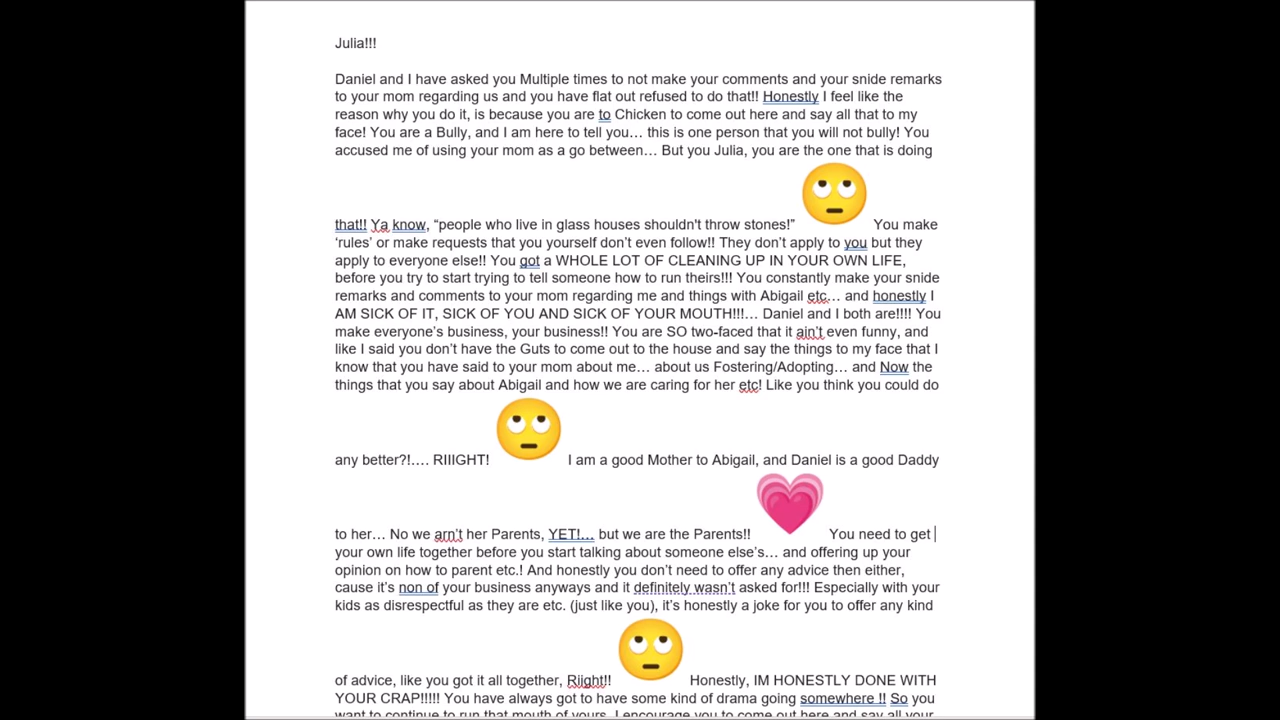 Julia!!!
Daniel and I have asked you Multiple times to not make your comments and your snide remarks
to your mom regarding us and you have flat out refused to do that!! Honestly I feel like the
reason why you do it, is because you are to Chicken to come out here and say all that to my
face! You are a Bully, and I am here to tell you… this is one person that you will not bully! You
accused me of using your mom as a go between… But you Julia, you are the one that is doing
that!! Ya know, “people who live in glass houses shouldn't throw stones!” 🙄 You make
‘rules’ or make requests that you yourself don’t even follow!! They don’t apply to you but they
apply to everyone else!! You got a WHOLE LOT OF CLEANING UP IN YOUR OWN LIFE,
before you try to start trying to tell someone how to run theirs!!! You constantly make your snide
remarks and comments to your mom regarding me and things with Abigail etc… and honestly I
AM SICK OF IT, SICK OF YOU AND SICK OF YOUR MOUTH!!!… Daniel and I both are!!!! You
make everyone’s business, your business!! You are SO two-faced that it ain’t even funny, and
like I said you don’t have the Guts to come out to the house and say the things to my face that I
know that you have said to your mom about me… about us Fostering/Adopting… and Now the
things that you say about Abigail and how we are caring for her etc! Like you think you could do
any better?!…. RIIIGHT! 🙄 I am a good Mother to Abigail, and Daniel is a good Daddy
to her… No we arn’t her Parents, YET!… but we are the Parents!! 💗 You need to get
your own life together before you start talking about someone else’s… and offering up your
opinion on how to parent etc.! And honestly you don’t need to offer any advice then either,
cause it’s non of your business anyways and it definitely wasn’t asked for!!! Especially with your
kids as disrespectful as they are etc. (just like you), it’s honestly a joke for you to offer any kind
of advice, like you got it all together, Riight!! 🙄 Honestly, IM HONESTLY DONE WITH
YOUR CRAP!!!!! You have always got to have some kind of drama going somewhere !! So you
want to continue to run that mouth of yours, I encourage you to come out here and say all your